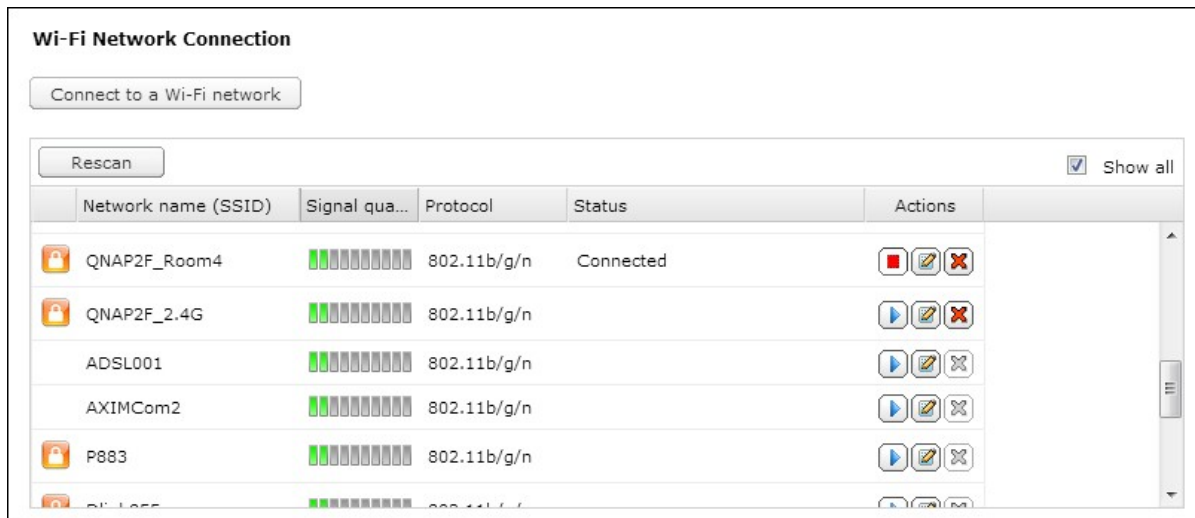 Wi-Fi Network Connection
Connect to a Wi-Fi network
Rescan Show all
Network name (SSID) Signal qua... Protocol Status Actions
QNAP2F_Room4 802.11b/g/n Connected
QNAP2F_2.4G 802.11b/g/n
ADSL001 802.11b/g/n
AXIMCom2 802.11b/g/n
P883 802.11b/g/n